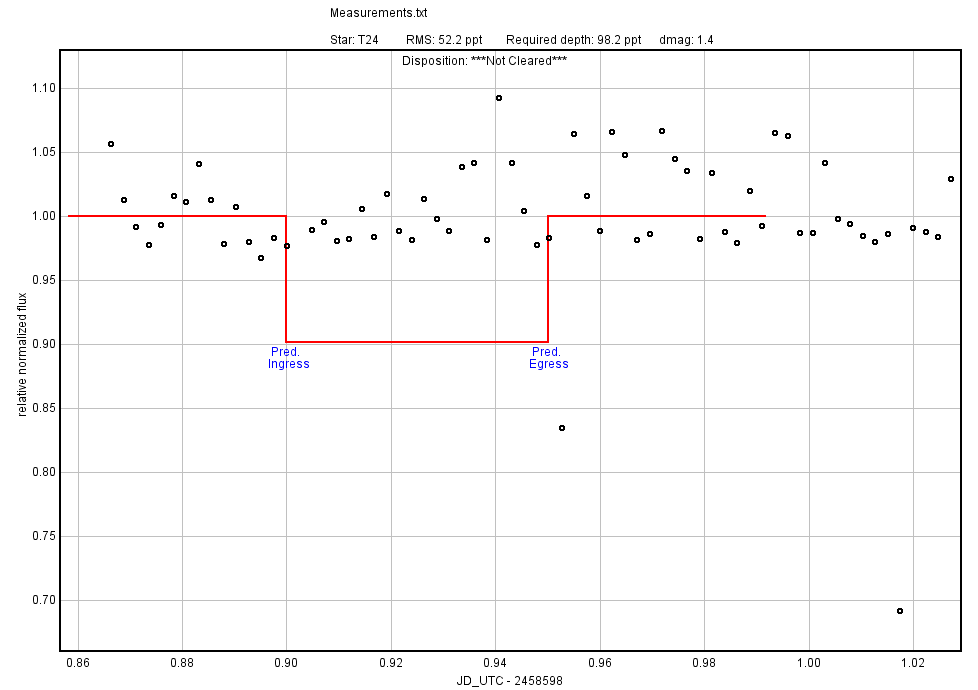 Measurements.txt
Star: T24 RMS: 52.2 ppt Required depth: 98.2 ppt dmag: 1.4
Disposition: ***Not Cleared***
1.10
1.05
1.00
0.95
0.90
0.85
0.80
0.75
0.70
relative normalized flux
Pred.
Ingress
Pred.
Egress
0.86 0.88 0.90 0.92 0.94 0.96 0.98 1.00 1.02
JD_UTC - 2458598